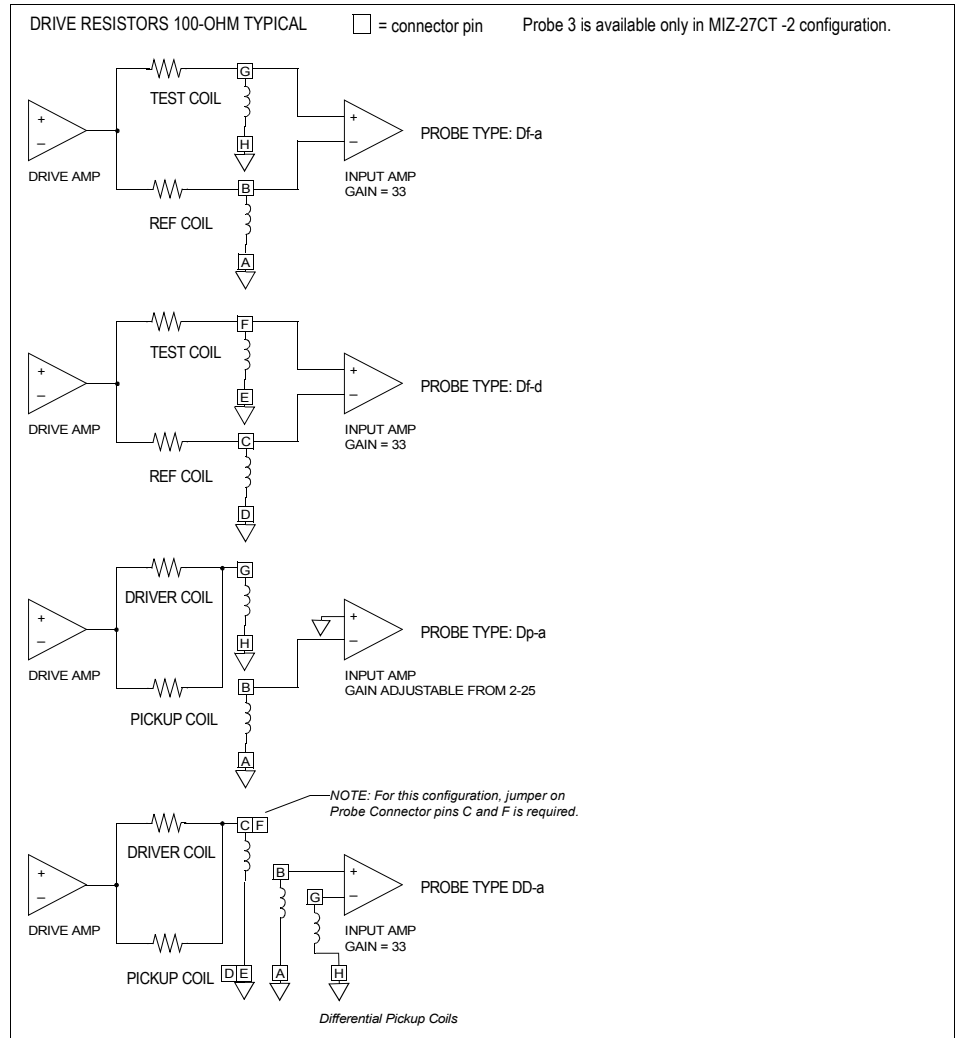 DRIVE RESISTORS 100-OHM TYPICAL
= connector pin
Probe 3 is available only in MIZ-27CT -2 configuration.
G
TEST COIL
+
+
H
–
–
PROBE TYPE: Df-a
DRIVE AMP
B
INPUT AMP
GAIN = 33
REF COIL
A
F
TEST COIL
+
+
E
–
–
PROBE TYPE: Df-d
DRIVE AMP
C
INPUT AMP
GAIN = 33
REF COIL
D
G
DRIVER COIL
+
+
H
–
–
PROBE TYPE: Dp-a
DRIVE AMP
B
INPUT AMP
GAIN ADJUSTABLE FROM 2-25
PICKUP COIL
A
NOTE: For this configuration, jumper on
Probe Connector pins C and F is required.
C F
DRIVER COIL
B
+
+
G
–
–
PROBE TYPE DD-a
DRIVE AMP
INPUT AMP
GAIN = 33
PICKUP COIL
D E
A
H
Differential Pickup Coils